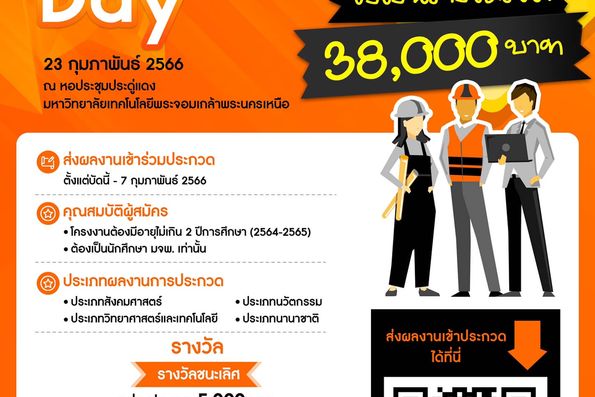 Day
38,000 บาท
23 กุมภาพันธ์ 2566
ณ หอประชุมประดู่แดง
มหาวิทยาลัยเทคโนโลยีพระจอมเกล้าพระนครเหนือ
ส่งผลงานเข้าร่วมประกวด
ตั้งแต่บัดนี้ - 7 กุมภาพันธ์ 2566
คุณสมบัติผู้สมัคร
• โครงงานต้องมีอายุไม่เกิน 2 ปีการศึกษา (2564-2565)
• ต้องเป็นนักศึกษา มจพ. เท่านั้น
ประเภทผลงานการประกวด
• ประเภทสังคมศาสตร์ • ประเภทนวัตกรรม
• ประเภทวิทยาศาสตร์และเทคโนโลยี • ประเภทนานาชาติ
รางวัล
รางวัลชนะเลิศ
5,000
ส่งผลงานเข้าประกวด
ได้ที่นี่